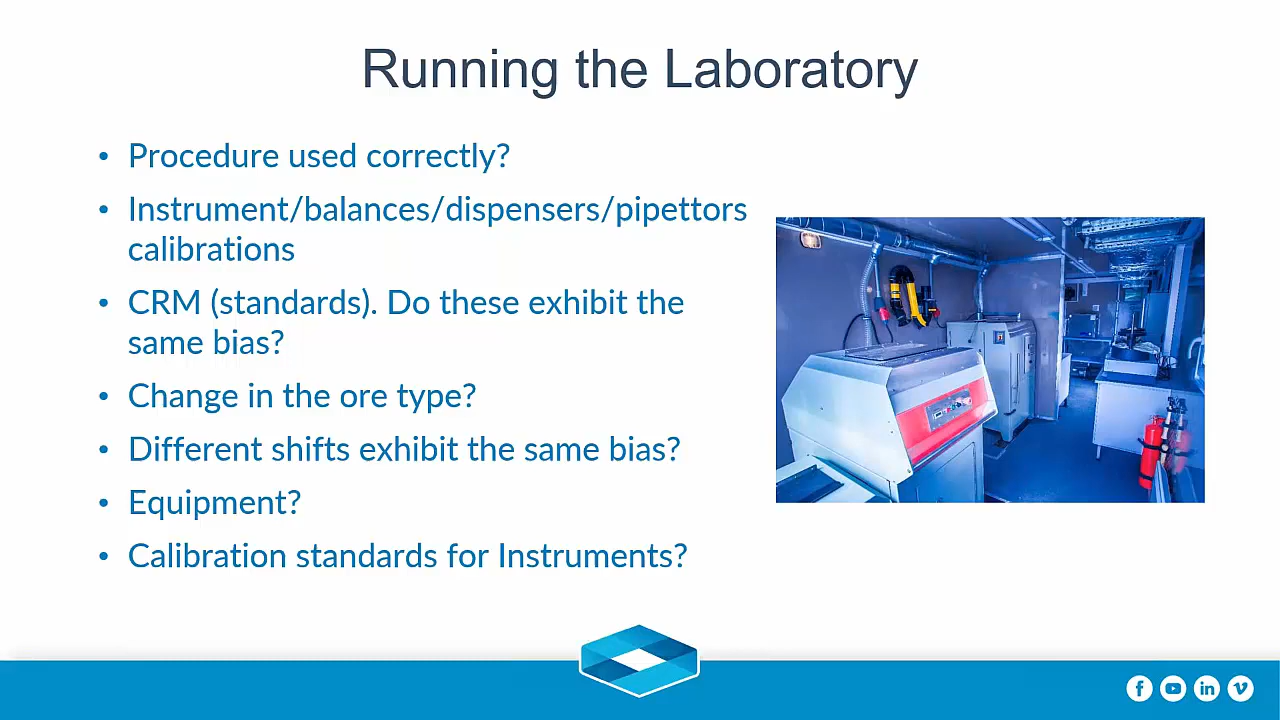 Running the Laboratory
• Procedure used correctly?
• Instrument/balances/dispensers/pipettors
calibrations
• CRM (standards). Do these exhibit the
same bias?
• Change in the ore type?
• Different shifts exhibit the same bias?
• Equipment?
• Calibration standards for Instruments?